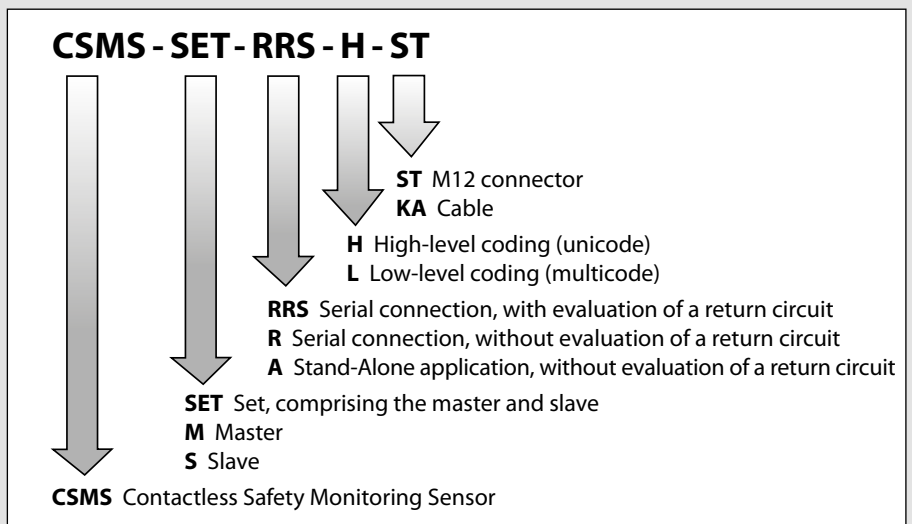 CSMS - SET - RRS - H - ST
ST M12 connector
KA Cable
H High-level coding (unicode)
L Low-level coding (multicode)
RRS Serial connection, with evaluation of a return circuit
R Serial connection, without evaluation of a return circuit
A Stand-Alone application, without evaluation of a return circuit
SET Set, comprising the master and slave
M Master
S Slave
CSMS Contactless Safety Monitoring Sensor